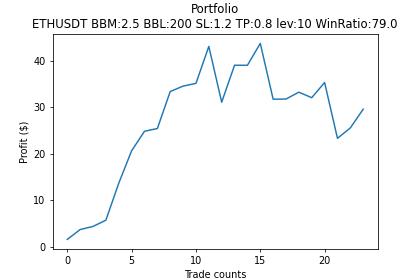 Portfolio
ETHUSDT BBM:2.5 BBL:200 SL:1.2 TP:0.8 lev:10 WinRatio:79.0
40
30
20
10
0
Profit ($)
0 5 10 15 20
Trade counts